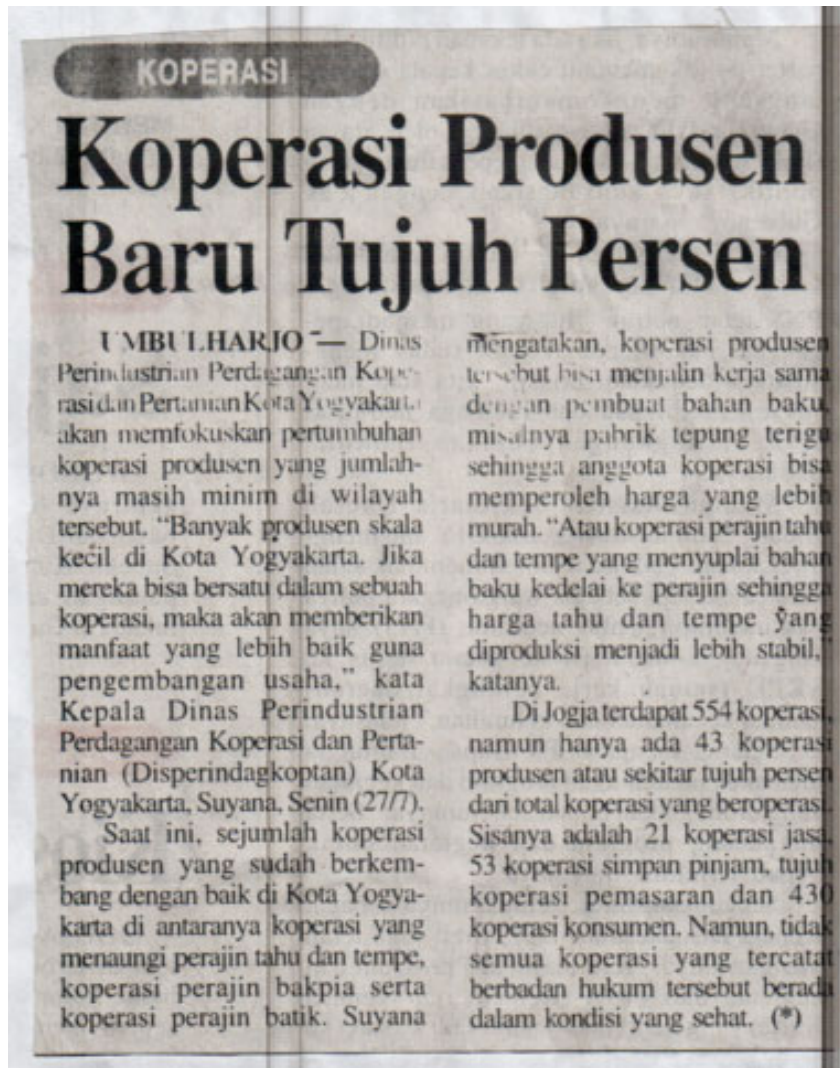 KOPERASI
Koperasi Produsen
Baru Tujuh Persen
UMBULHARJO — Dinas
Perindustrian Perdagangan Kope-
rasi dan Pertanian Kota Yogyakarta
akan memfokuskan pertumbuhan
koperasi produsen yang jumlah-
nya masih minim di wilayah
tersebut. “Banyak produsen skala
kecil di Kota Yogyakarta. Jika
mereka bisa bersatu dalam sebuah
koperasi, maka akan memberikan
manfaat yang lebih baik guna
pengembangan usaha,” kata
Kepala Dinas Perindustrian
Perdagangan Koperasi dan Perta-
nian (Disperindagkoptan) Kota
Yogyakarta, Suyana, Senin (27/7).
Saat ini, sejumlah koperasi
produsen yang sudah berkem-
bang dengan baik di Kota Yogya-
karta di antaranya koperasi yang
menaungi perajin tahu dan tempe,
koperasi perajin bakpia serta
koperasi perajin batik. Suyana
mengatakan, koperasi produsen
tersebut bisa menjalin kerja sama
dengan pembuat bahan baku,
misalnya pabrik tepung terigu
sehingga anggota koperasi bisa
memperoleh harga yang lebih
murah. “Atau koperasi perajin tahu
dan tempe yang menyuplai bahan
baku kedelai ke perajin sehingga
harga tahu dan tempe yang
diproduksi menjadi lebih stabil,”
katanya.
Di Jogja terdapat 554 koperasi,
namun hanya ada 43 koperasi
produsen atau sekitar tujuh persen
dari total koperasi yang beroperasi.
Sisanya adalah 21 koperasi jasa,
53 koperasi simpan pinjam, tujuh
koperasi pemasaran dan 430
koperasi konsumen. Namun, tidak
semua koperasi yang tercatat
berbadan hukum tersebut berada
dalam kondisi yang sehat. (*)